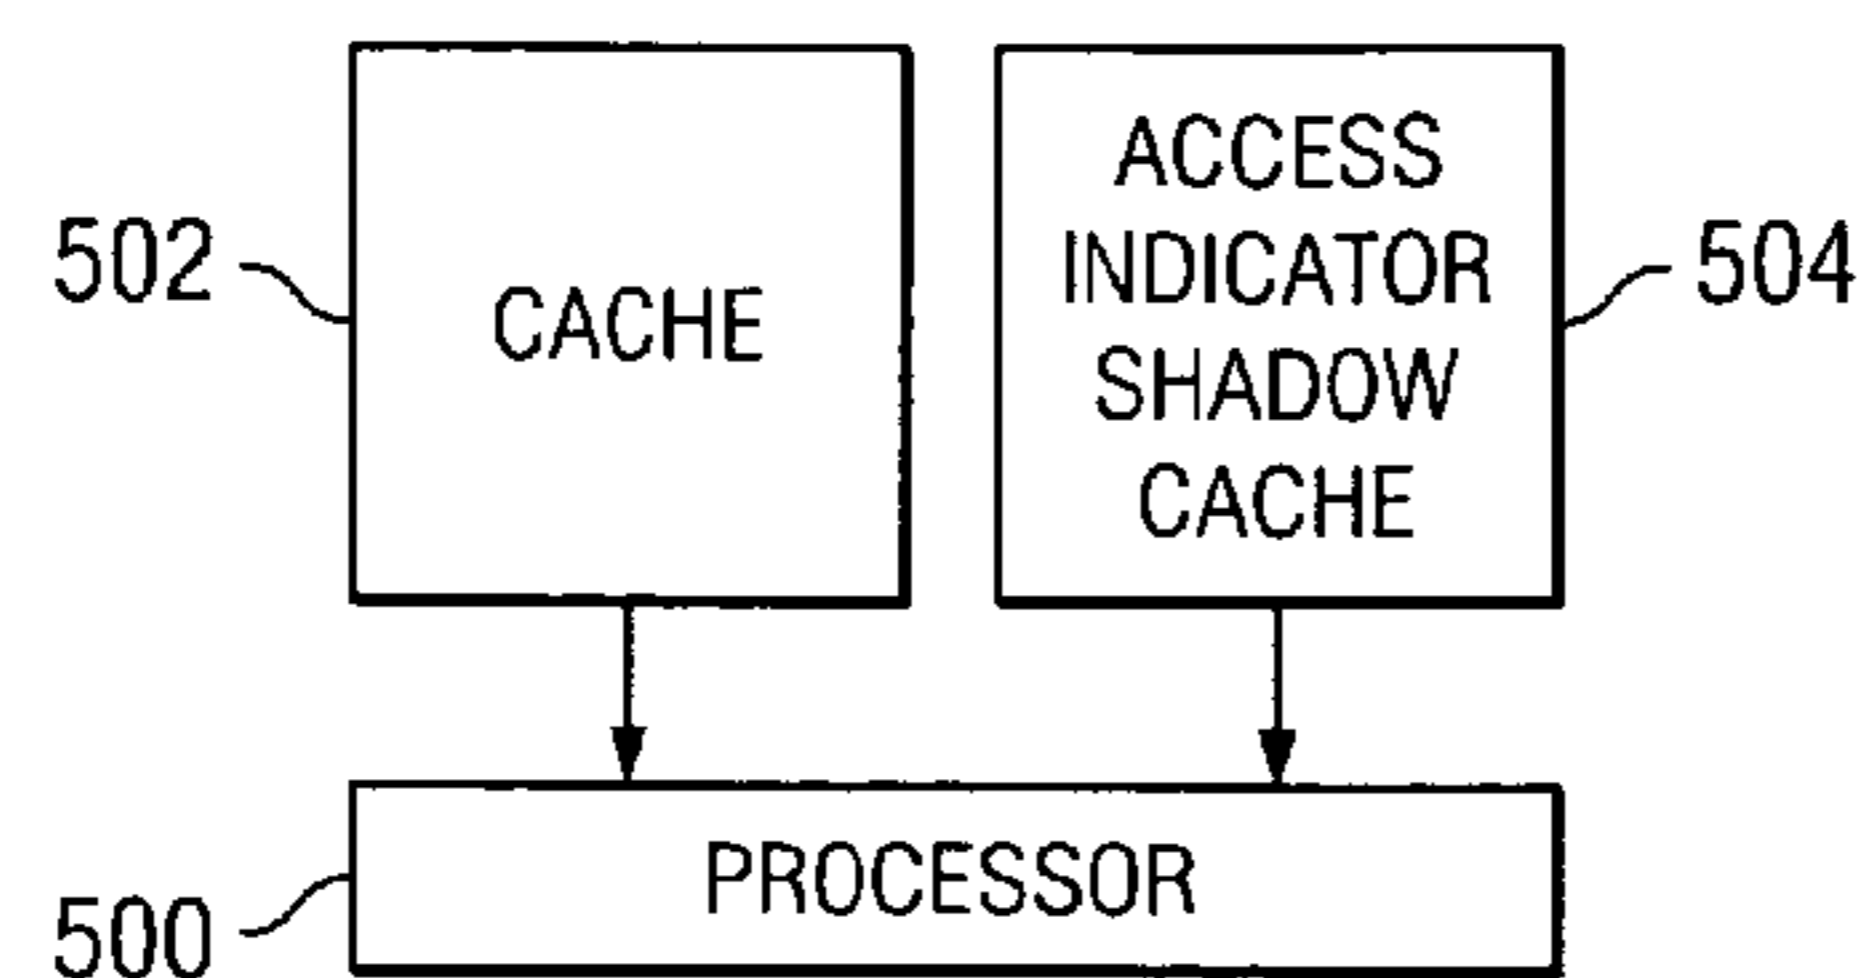 502
CACHE
ACCESS
INDICATOR
SHADOW
CACHE
504
500
PROCESSOR